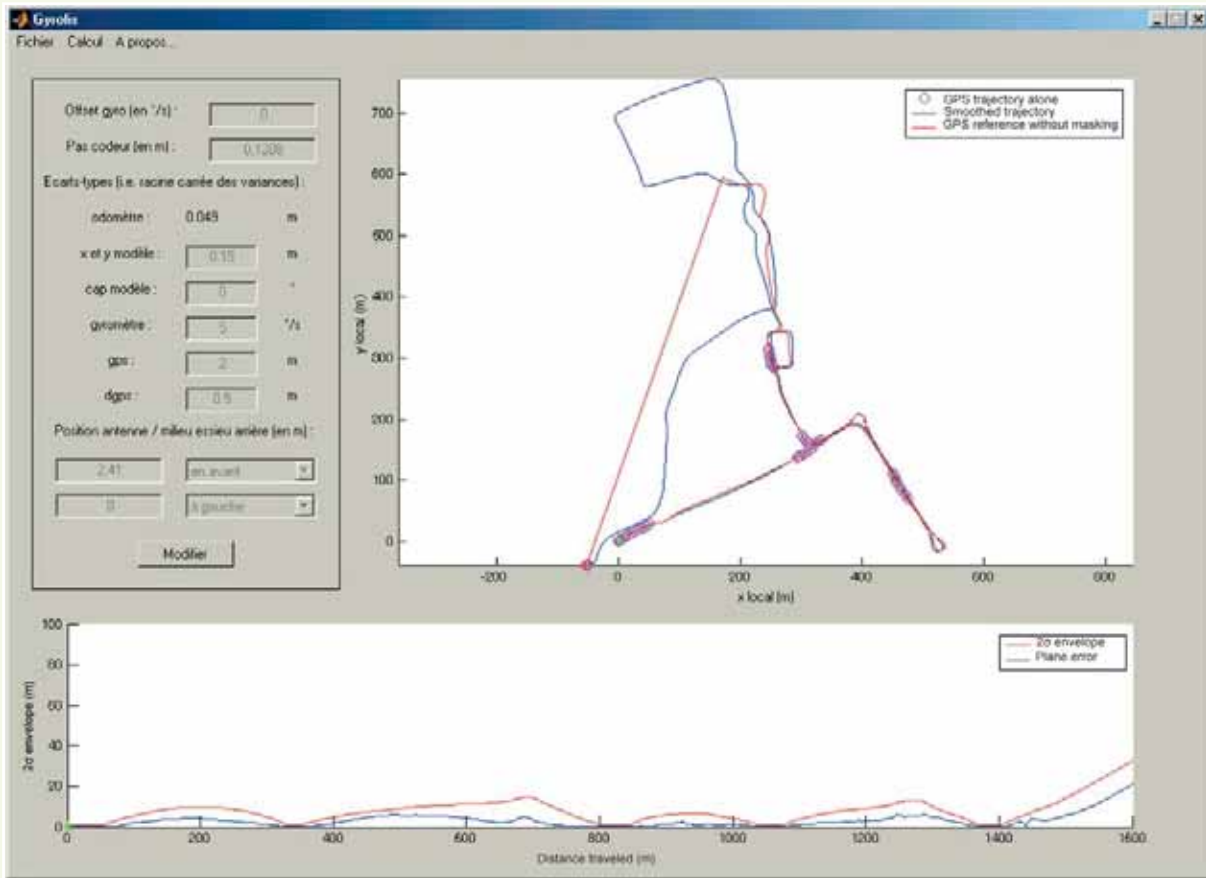 Gyrolis
Fichier Calcul A propos...
Offset gyro (en °/s) : 0
Pas codeur (en m) : 0.1208
Ecarts-types (i.e. racine carrée des variances) :
odomètre : 0.049 m
x et y modèle : 0.15 m
cap modèle : 0 °
gyromètre : 5 °/s
gps : 2 m
dgps : 0.5 m
Position antenne / milieu essieu arrière (en m) :
2.41 en avant
0 à gauche
Modifier
GPS trajectory alone
Smoothed trajectory
GPS reference without masking
y local (m)
700
600
500
400
300
200
100
0
-200 0 200 400 600 800
x local (m)
2σ envelope
Plane error
2σ envelope (m)
100
80
60
40
20
0
0 200 400 600 800 1000 1200 1400 1600
Distance traveled (m)